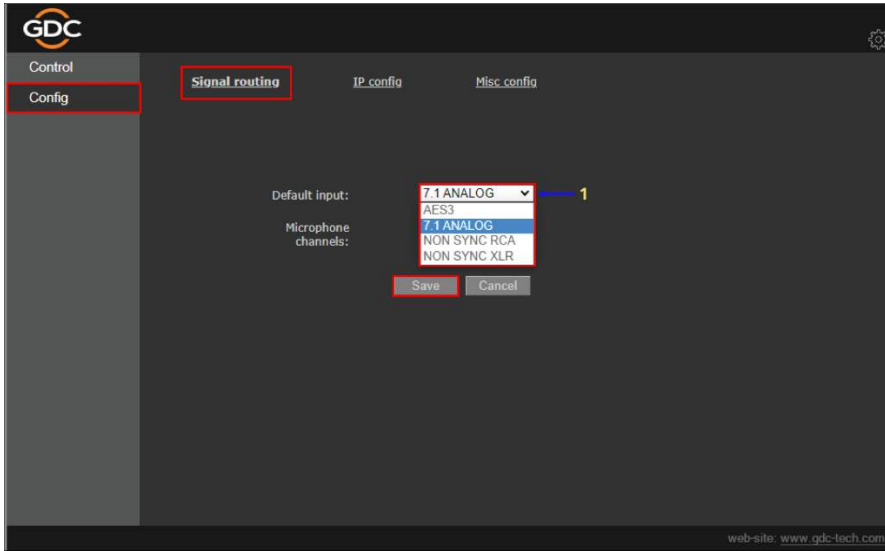 GDC
Control
Config
Signal routing IP config Misc config
Default input: 7.1 ANALOG 1
AES3
7.1 ANALOG
NON SYNC RCA
NON SYNC XLR
Microphone
channels:
Save Cancel
web-site: www.gdc-tech.com